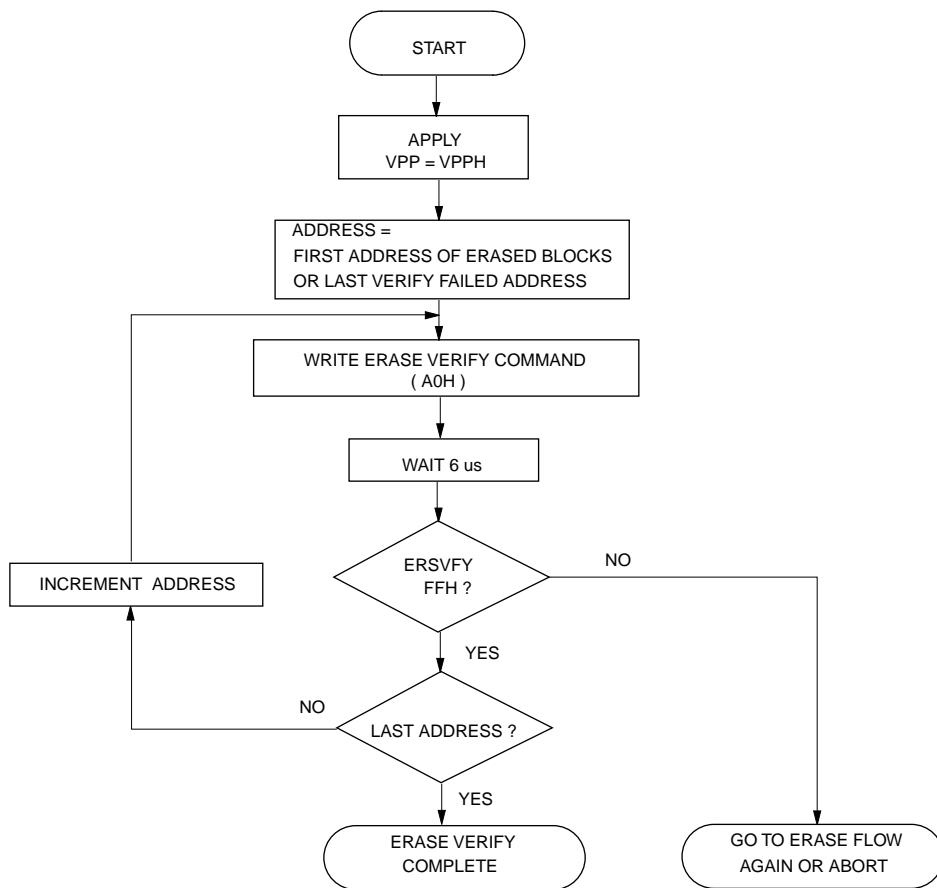 START
APPLY
VPP = VPPH
ADDRESS =
FIRST ADDRESS OF ERASED BLOCKS
OR LAST VERIFY FAILED ADDRESS
WRITE ERASE VERIFY COMMAND
( A0H )
WAIT 6 us
ERSVFY
FFH ?
NO
INCREMENT ADDRESS
YES
NO
LAST ADDRESS ?
YES
ERASE VERIFY
COMPLETE
GO TO ERASE FLOW
AGAIN OR ABORT